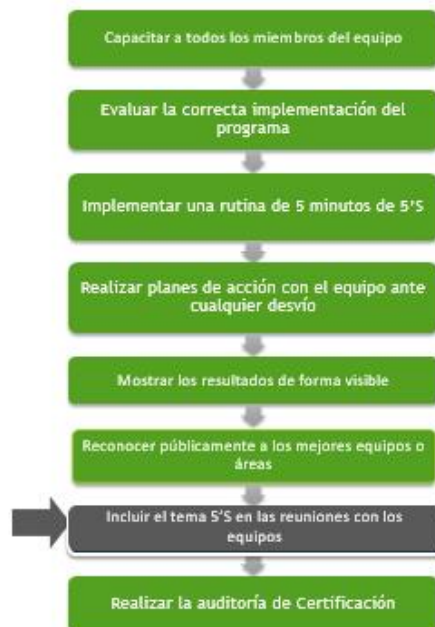 Capacitar a todos los miembros del equipo
Evaluar la correcta implementación del
programa
Implementar una rutina de 5 minutos de 5'S
Realizar planes de acción con el equipo ante
cualquier desvío
Mostrar los resultados de forma visible
Reconocer públicamente a los mejores equipos o
áreas
Incluir el tema 5'S en las reuniones con los
equipos
Realizar la auditoría de Certificación